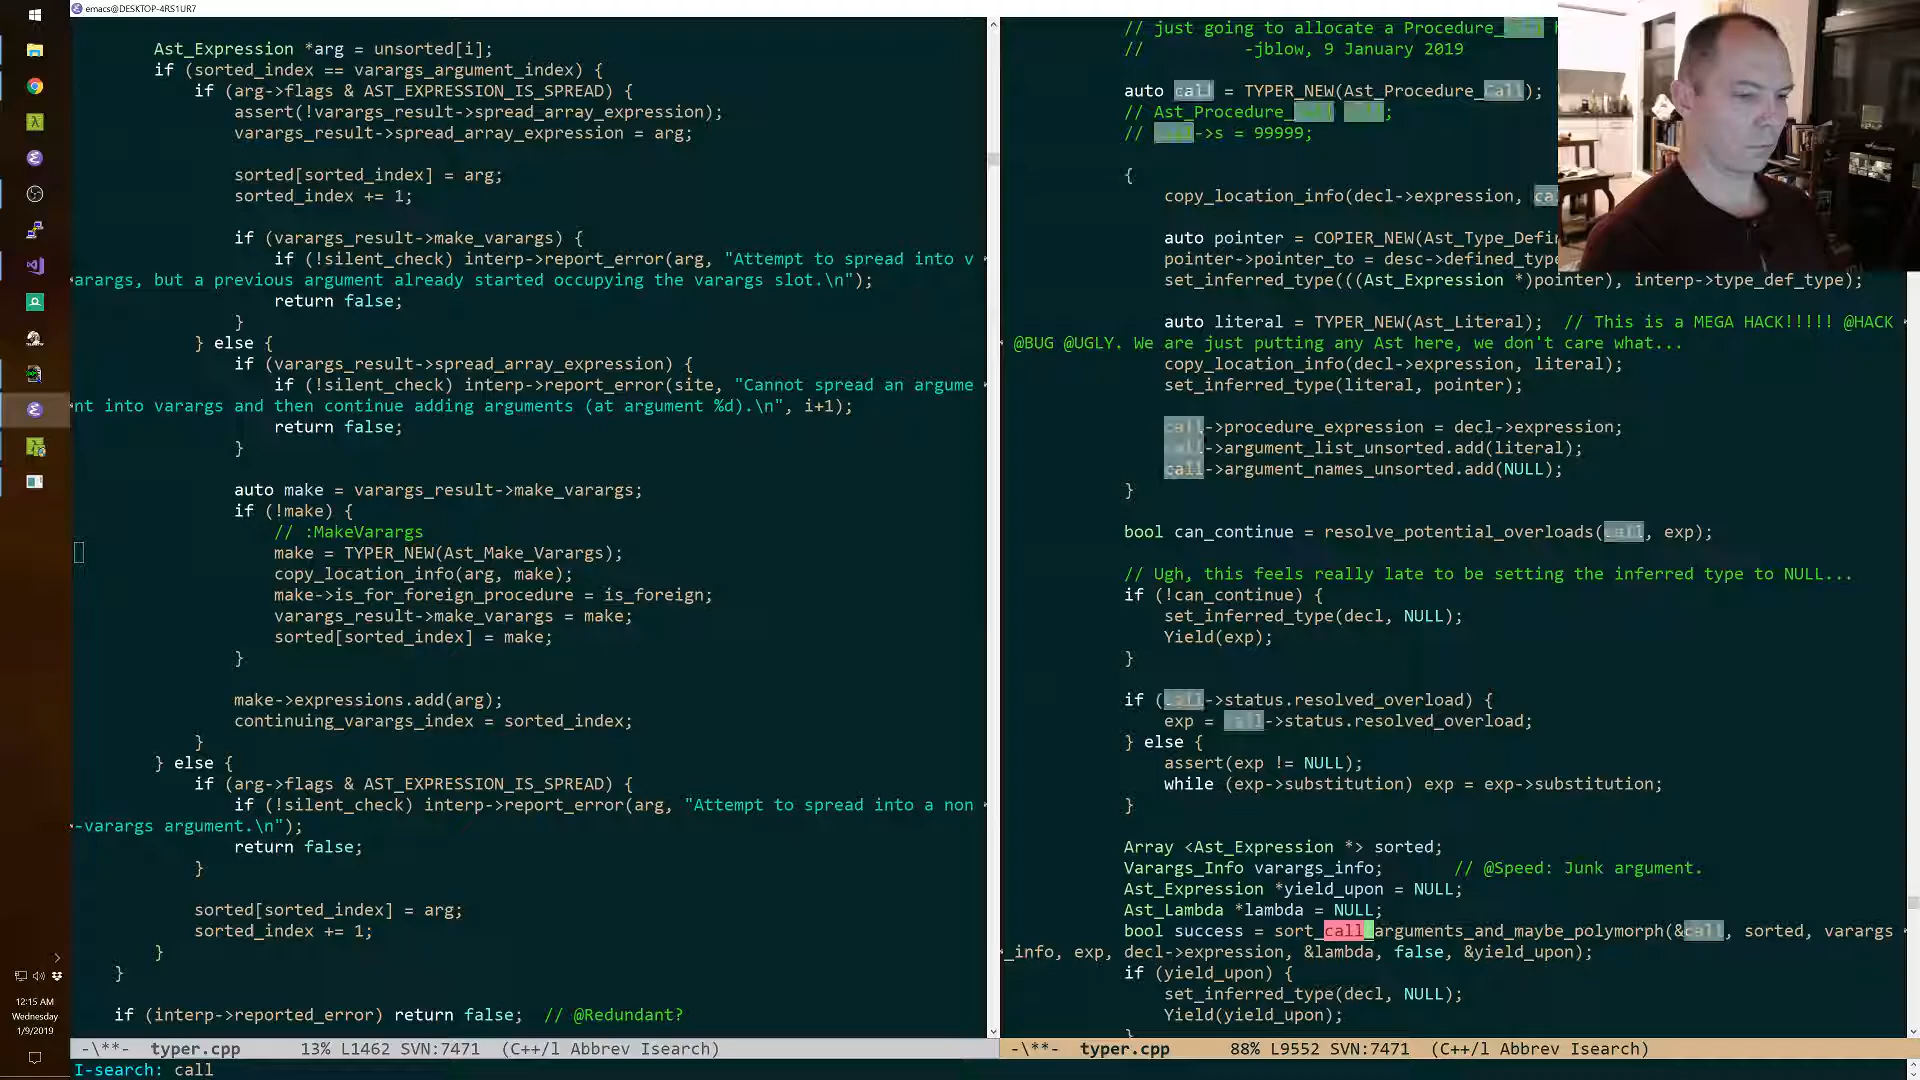 emacs@DESKTOP-4RS1UR7
Ast_Expression *arg = unsorted[i];
if (sorted_index == varargs_argument_index) {
if (arg->flags & AST_EXPRESSION_IS_SPREAD) {
assert(!varargs_result->spread_array_expression);
varargs_result->spread_array_expression = arg;
sorted[sorted_index] = arg;
sorted_index += 1;
if (varargs_result->make_varargs) {
if (!silent_check) interp->report_error(arg, "Attempt to spread into v
arargs, but a previous argument already started occupying the varargs slot.\n");
return false;
}
} else {
if (varargs_result->spread_array_expression) {
if (!silent_check) interp->report_error(site, "Cannot spread an argume
nt into varargs and then continue adding arguments (at argument %d).\n", i+1);
return false;
}
auto make = varargs_result->make_varargs;
if (!make) {
// :MakeVarargs
make = TYPER_NEW(Ast_Make_Varargs);
copy_location_info(arg, make);
make->is_for_foreign_procedure = is_foreign;
varargs_result->make_varargs = make;
sorted[sorted_index] = make;
}
make->expressions.add(arg);
continuing_varargs_index = sorted_index;
}
} else {
if (arg->flags & AST_EXPRESSION_IS_SPREAD) {
if (!silent_check) interp->report_error(arg, "Attempt to spread into a non
-varargs argument.\n");
return false;
}
sorted[sorted_index] = arg;
sorted_index += 1;
}
}
if (interp->reported_error) return false;  // @Redundant?
-\**-  typer.cpp      13% L1462 SVN:7471  (C++/l Abbrev Isearch)
I-search: call
// just going to allocate a Procedure_
//          -jblow, 9 January 2019
auto call = TYPER_NEW(Ast_Procedure_Call);
// Ast_Procedure_
// call->s = 99999;
{
copy_location_info(decl->expression, ca
auto pointer = COPIER_NEW(Ast_Type_Defi
pointer->pointer_to = desc->defined_type
set_inferred_type(((Ast_Expression *)pointer), interp->type_def_type);
auto literal = TYPER_NEW(Ast_Literal);  // This is a MEGA HACK!!!!! @HACK
@BUG @UGLY. We are just putting any Ast here, we don't care what...
copy_location_info(decl->expression, literal);
set_inferred_type(literal, pointer);
call->procedure_expression = decl->expression;
call->argument_list_unsorted.add(literal);
call->argument_names_unsorted.add(NULL);
}
bool can_continue = resolve_potential_overloads(call, exp);
// Ugh, this feels really late to be setting the inferred type to NULL...
if (!can_continue) {
set_inferred_type(decl, NULL);
Yield(exp);
}
if (call->status.resolved_overload) {
exp = call->status.resolved_overload;
} else {
assert(exp != NULL);
while (exp->substitution) exp = exp->substitution;
}
Array <Ast_Expression *> sorted;
Varargs_Info varargs_info;       // @Speed: Junk argument.
Ast_Expression *yield_upon = NULL;
Ast_Lambda *lambda = NULL;
bool success = sort_call_arguments_and_maybe_polymorph(&call, sorted, varargs
_info, exp, decl->expression, &lambda, false, &yield_upon);
if (yield_upon) {
set_inferred_type(decl, NULL);
Yield(yield_upon);
}
-\**-  typer.cpp      88% L9552 SVN:7471  (C++/l Abbrev Isearch)
12:15 AM
Wednesday
1/9/2019